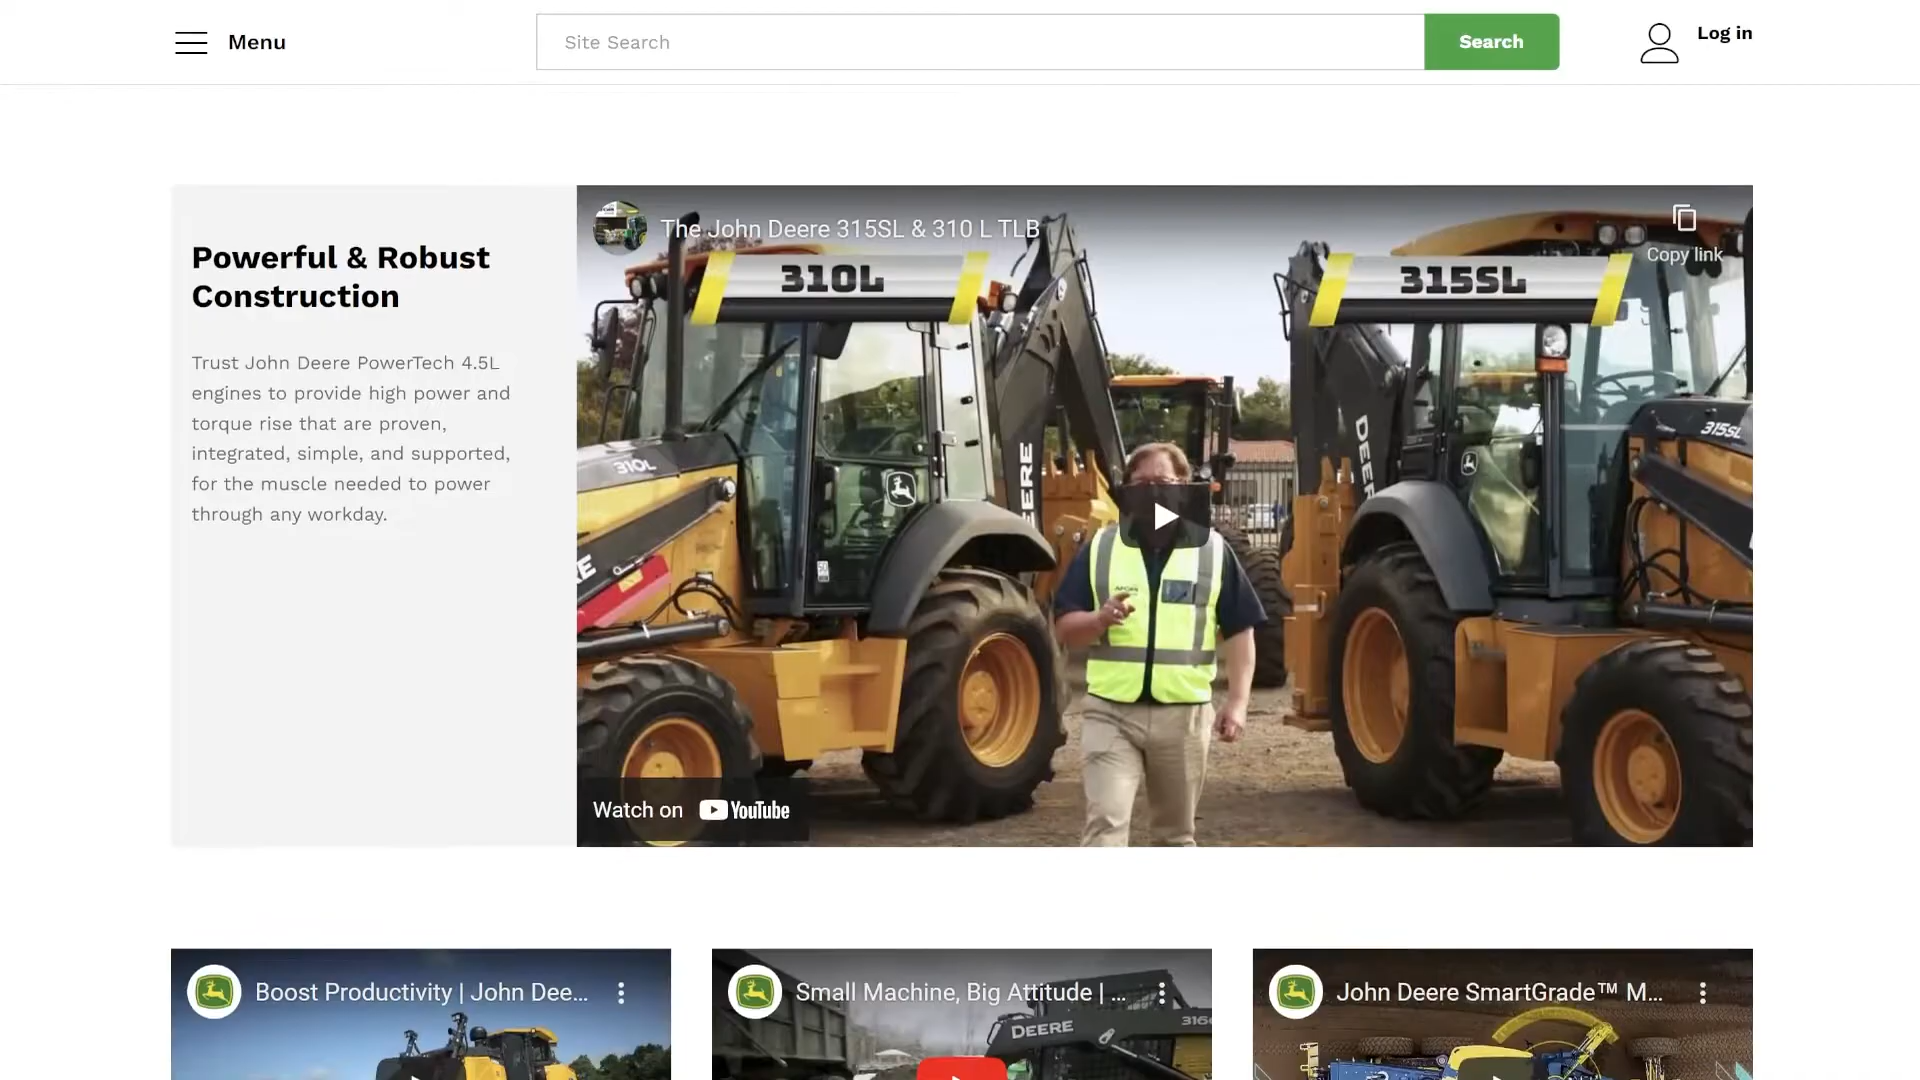 Menu
Site Search
Search
Log in
Powerful & Robust
Construction
Trust John Deere PowerTech 4.5L
engines to provide high power and
torque rise that are proven,
integrated, simple, and supported,
for the muscle needed to power
through any workday.
The John Deere 315SL & 310 L TLB
Copy link
310L
315SL
310L
315SL
DEERE
DEERE
Watch on YouTube
Boost Productivity | John Dee...
Small Machine, Big Attitude | ...
John Deere SmartGrade™ M...
DEERE
316